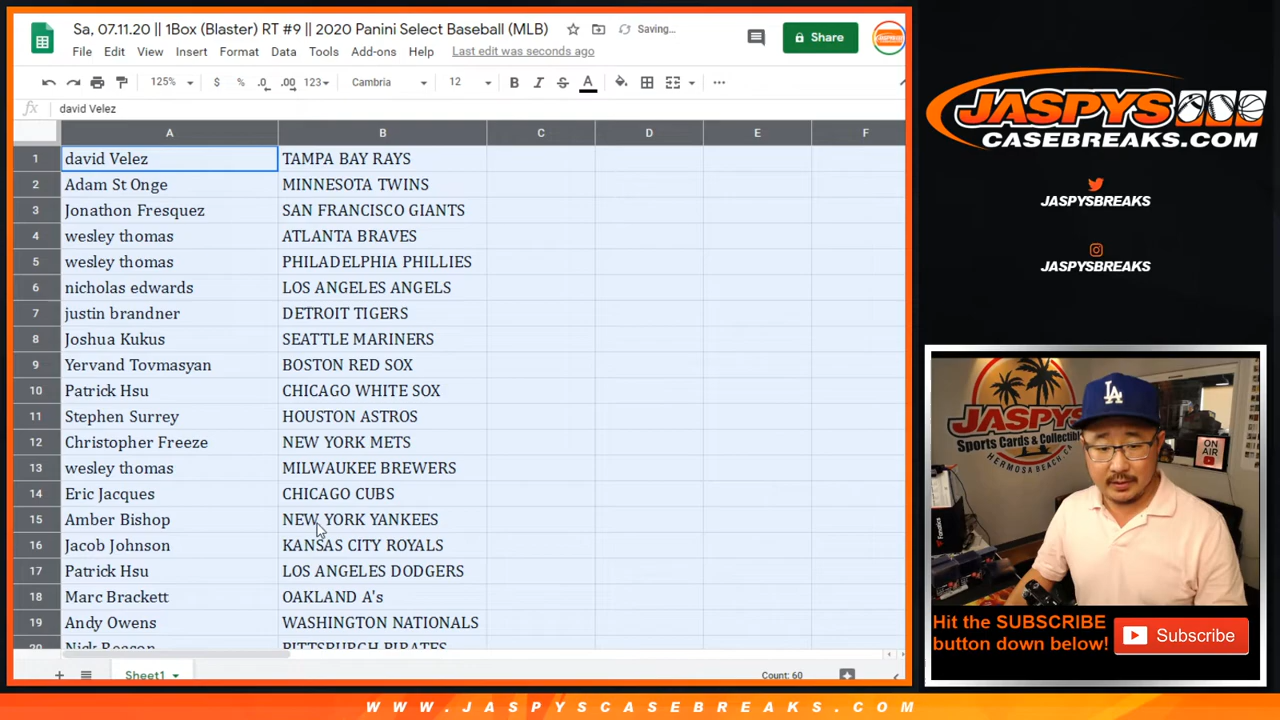 Sa, 07.11.20 || 1Box (Blaster) RT #9 || 2020 Panini Select Baseball (MLB)
Saving...
File Edit View Insert Format Data Tools Add-ons Help Last edit was seconds ago
Share
125% $ % .0 .00 123 Cambria 12 B I S A
fx david Velez
A B C D E F
1 david Velez TAMPA BAY RAYS
2 Adam St Onge MINNESOTA TWINS
3 Jonathon Fresquez SAN FRANCISCO GIANTS
4 wesley thomas ATLANTA BRAVES
5 wesley thomas PHILADELPHIA PHILLIES
6 nicholas edwards LOS ANGELES ANGELS
7 justin brandner DETROIT TIGERS
8 Joshua Kukus SEATTLE MARINERS
9 Yervand Tovmasyan BOSTON RED SOX
10 Patrick Hsu CHICAGO WHITE SOX
11 Stephen Surrey HOUSTON ASTROS
12 Christopher Freeze NEW YORK METS
13 wesley thomas MILWAUKEE BREWERS
14 Eric Jacques CHICAGO CUBS
15 Amber Bishop NEW YORK YANKEES
16 Jacob Johnson KANSAS CITY ROYALS
17 Patrick Hsu LOS ANGELES DODGERS
18 Marc Brackett OAKLAND A's
19 Andy Owens WASHINGTON NATIONALS
20 PITTSBURGH PIRATES
Sheet1
Count: 60
JASPYS
CASEBREAKS.COM
JASPYSBREAKS
JASPYSBREAKS
JASPYS
Sports Cards & Collectibl
HERMOSA BEACH, CA
LA
ON AIR
Fanatics
Hit the SUBSCRIBE
button down below!
Subscribe
WWW.JASPYSCASEBREAKS.COM